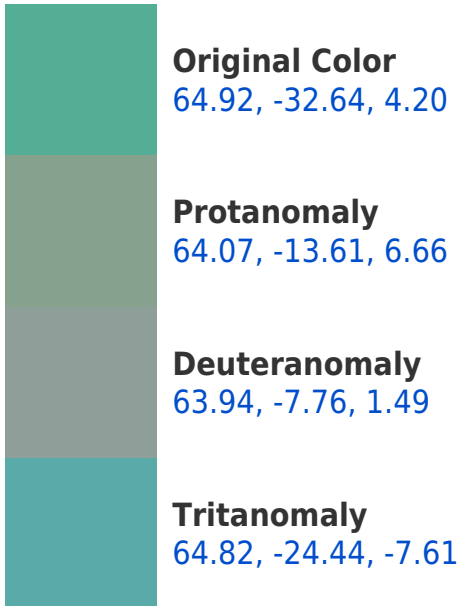 Original Color
64.92, -32.64, 4.20
Protanomaly
64.07, -13.61, 6.66
Deuteranomaly
63.94, -7.76, 1.49
Tritanomaly
64.82, -24.44, -7.61